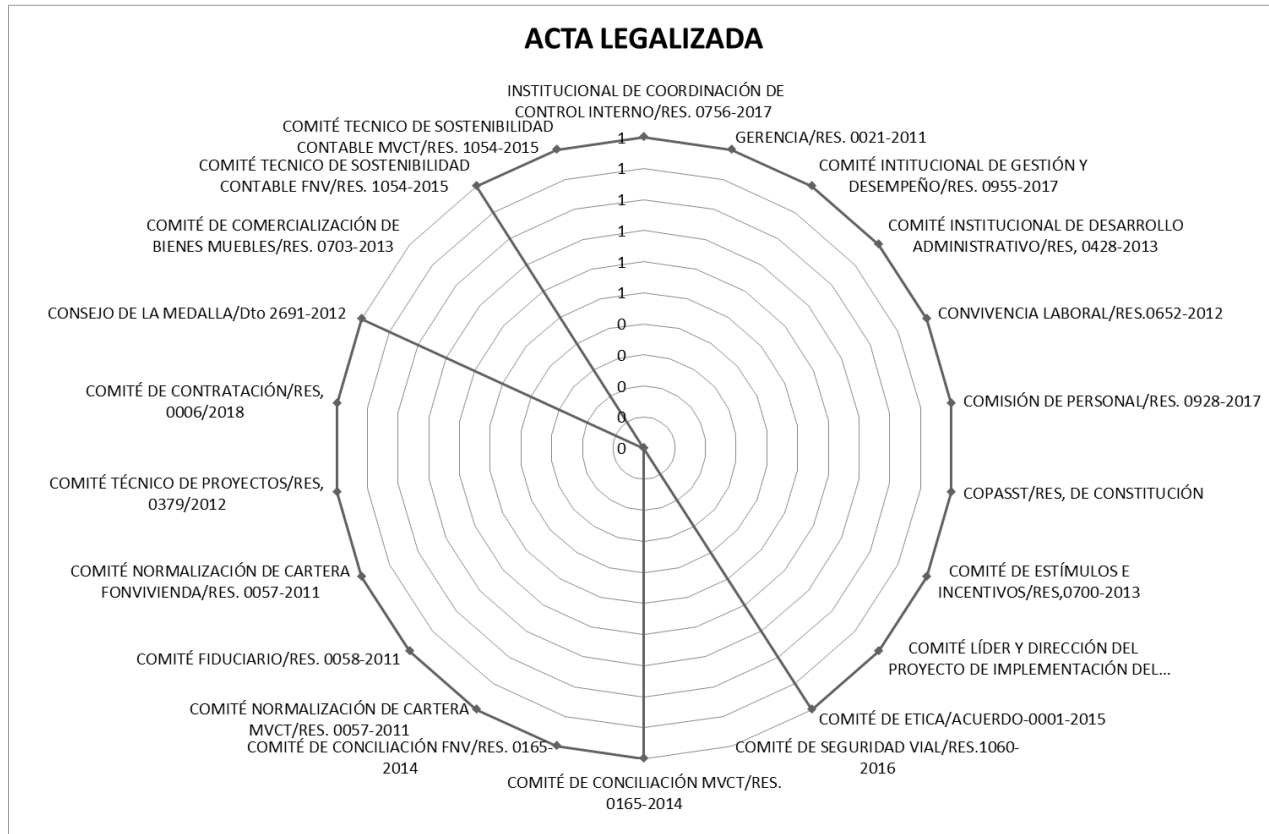 ACTA LEGALIZADA
INSTITUCIONAL DE COORDINACIÓN DE
CONTROL INTERNO/RES. 0756-2017
GERENCIA/RES. 0021-2011
COMITÉ INTITUCIONAL DE GESTIÓN Y
DESEMPEÑO/RES. 0955-2017
COMITÉ INSTITUCIONAL DE DESARROLLO
ADMINISTRATIVO/RES, 0428-2013
CONVIVENCIA LABORAL/RES.0652-2012
COMISIÓN DE PERSONAL/RES. 0928-2017
COPASST/RES, DE CONSTITUCIÓN
COMITÉ DE ESTÍMULOS E
INCENTIVOS/RES,0700-2013
COMITÉ LÍDER Y DIRECCIÓN DEL
PROYECTO DE IMPLEMENTACIÓN DEL...
COMITÉ DE ETICA/ACUERDO-0001-2015
COMITÉ DE SEGURIDAD VIAL/RES.1060-
2016
COMITÉ DE CONCILIACIÓN MVCT/RES.
0165-2014
COMITÉ DE CONCILIACIÓN FNV/RES. 0165-
2014
COMITÉ NORMALIZACIÓN DE CARTERA
MVCT/RES. 0057-2011
COMITÉ FIDUCIARIO/RES. 0058-2011
COMITÉ NORMALIZACIÓN DE CARTERA
FONVIVIENDA/RES. 0057-2011
COMITÉ TÉCNICO DE PROYECTOS/RES,
0379/2012
COMITÉ DE CONTRATACIÓN/RES,
0006/2018
CONSEJO DE LA MEDALLA/Dto 2691-2012
COMITÉ DE COMERCIALIZACIÓN DE
BIENES MUEBLES/RES. 0703-2013
COMITÉ TECNICO DE SOSTENIBILIDAD
CONTABLE FNV/RES. 1054-2015
COMITÉ TECNICO DE SOSTENIBILIDAD
CONTABLE MVCT/RES. 1054-2015
1
1
1
1
1
1
0
0
0
0
0